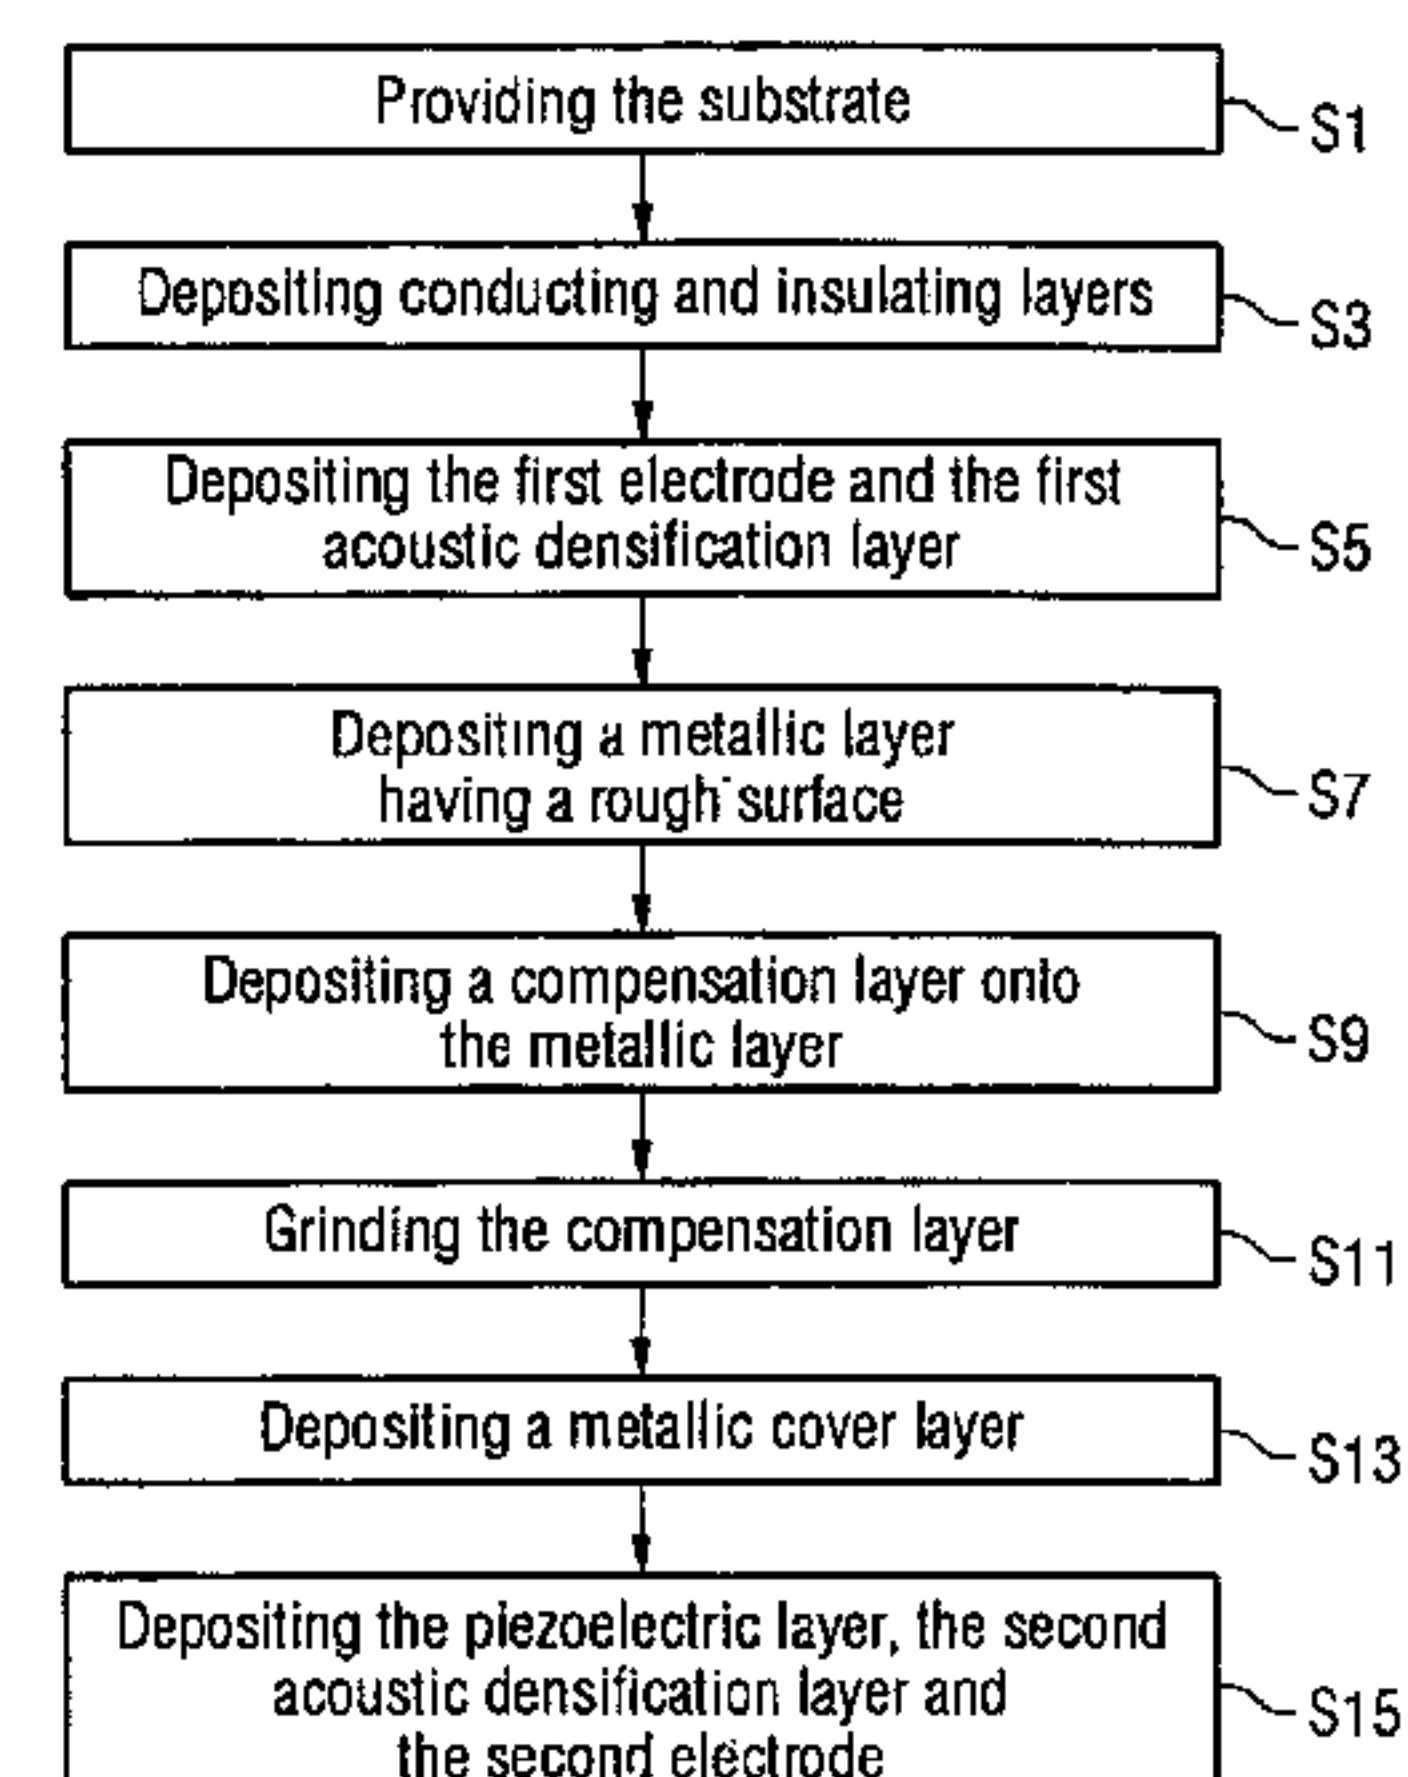 Providing the substrate
S1
Depositing conducting and insulating layers
S3
Depositing the first electrode and the first
acoustic densification layer
S5
Depositing a metallic layer
having a rough surface
S7
Depositing a compensation layer onto
the metallic layer
S9
Grinding the compensation layer
S11
Depositing a metallic cover layer
S13
Depositing the piezoelectric layer, the second
acoustic densification layer and
the second electrode
S15